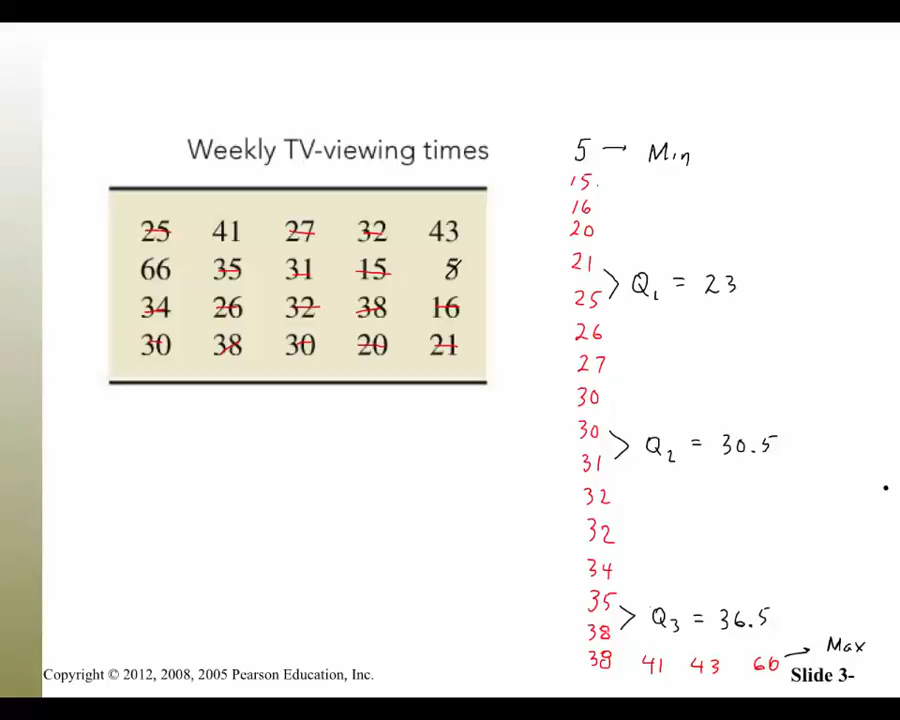 Weekly TV-viewing times
25 41 27 32 43
66 35 31 15 5
34 26 32 38 16
30 38 30 20 21
5 → Min
15.
16
20
21
25
> Q₁ = 23
26
27
30
30
31
> Q₂ = 30.5
32
32
34
35
38
> Q₃ = 36.5
38 41 43 66 → Max
Copyright © 2012, 2008, 2005 Pearson Education, Inc.
Slide 3-